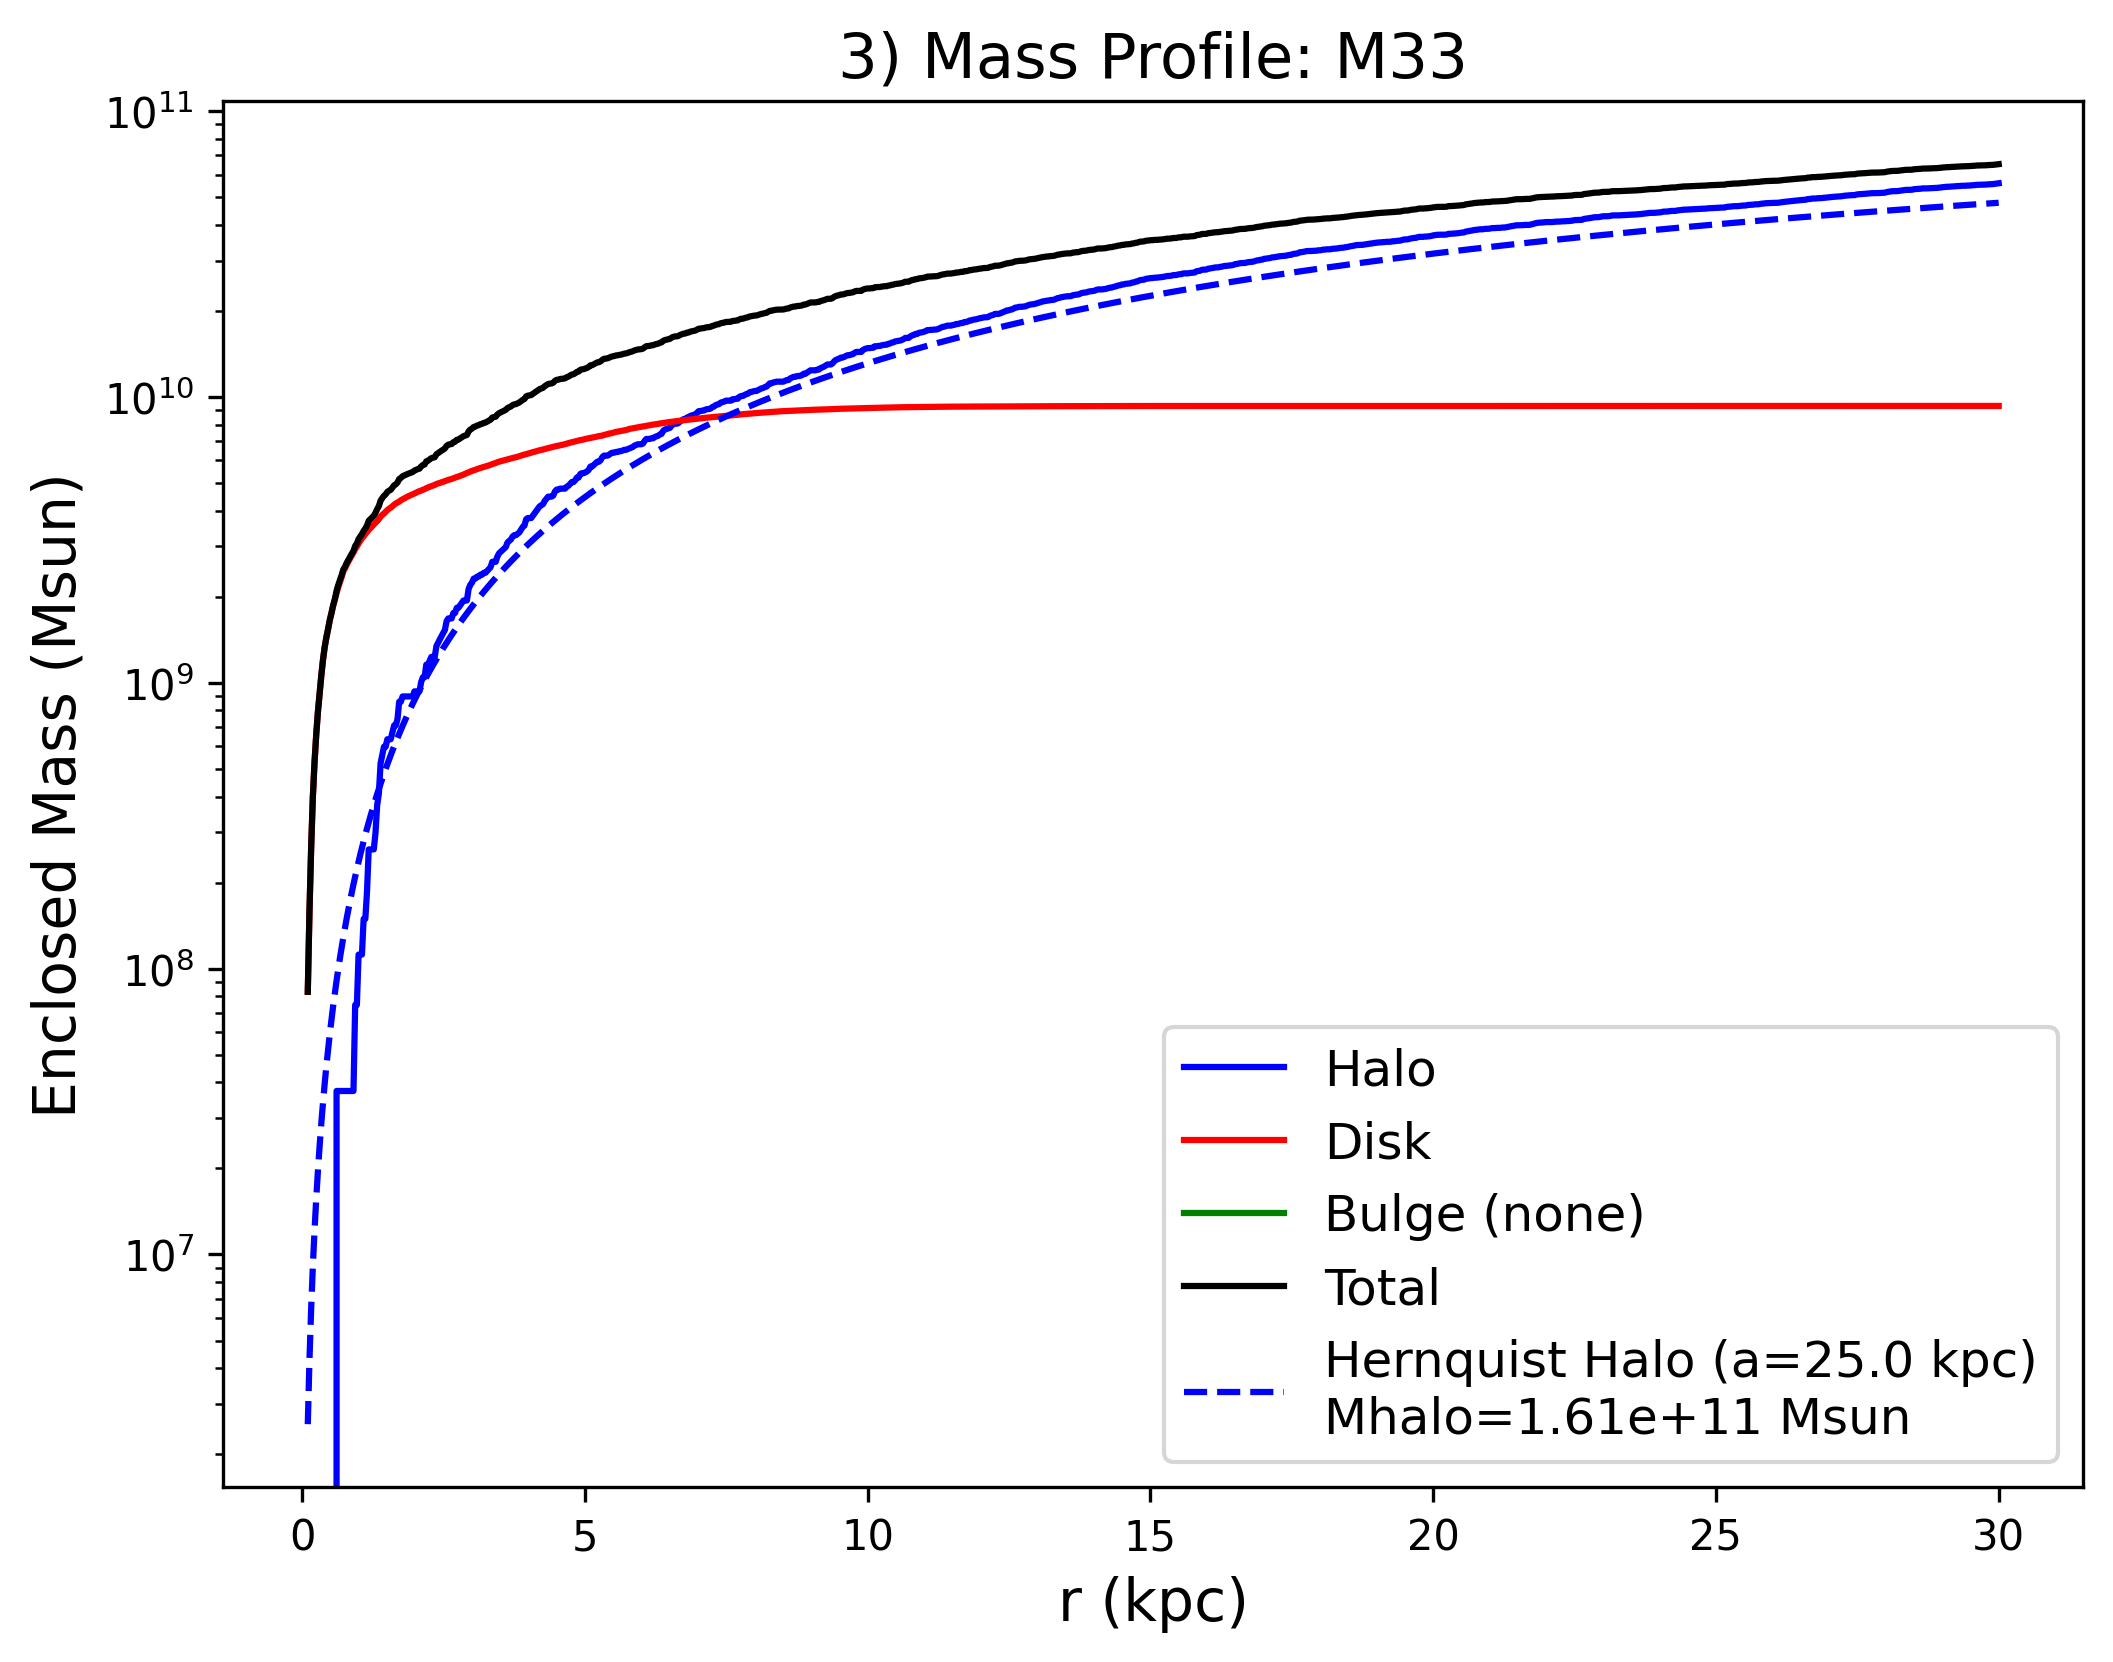 3) Mass Profile: M33
Enclosed Mass (Msun)
10¹¹
10¹⁰
10⁹
10⁸
10⁷
Halo
Disk
Bulge (none)
Total
Hernquist Halo (a=25.0 kpc)
Mhalo=1.61e+11 Msun
0 5 10 15 20 25 30
r (kpc)